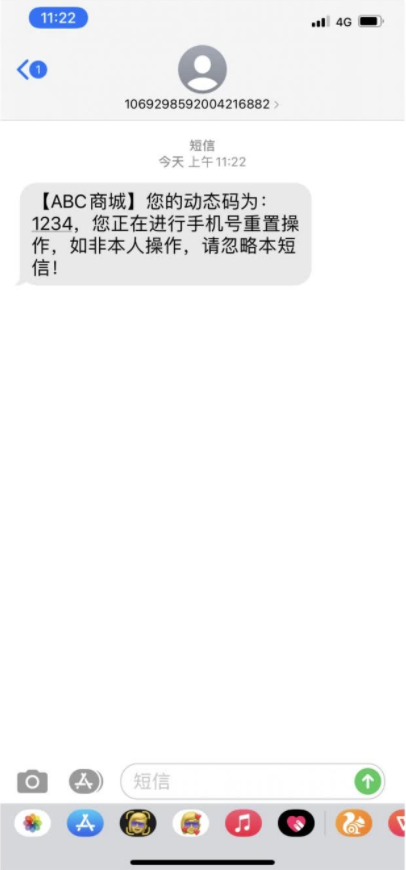 11:22
4G
1
1069298592004216882 >
短信
今天 上午11:22
【ABC商城】您的动态码为：
1234，您正在进行手机号重置操
作，如非本人操作，请忽略本短
信！
短信